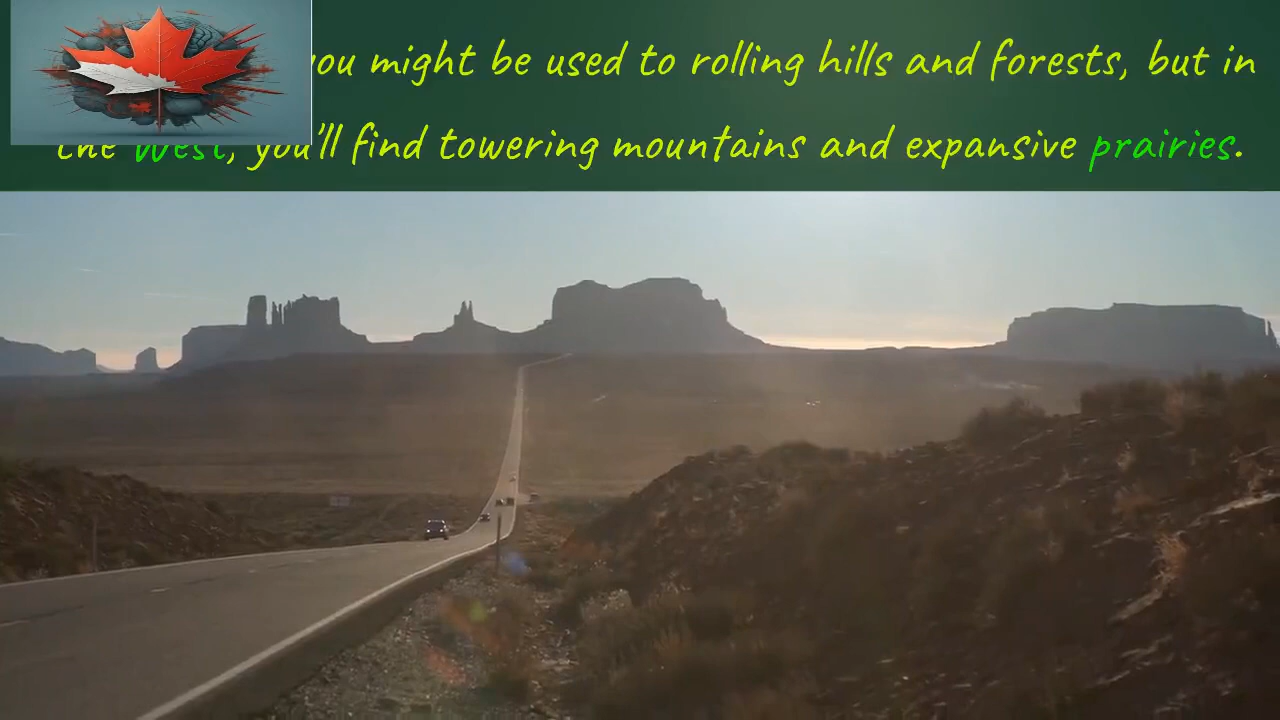 you might be used to rolling hills and forests, but in
the West, you'll find towering mountains and expansive prairies.